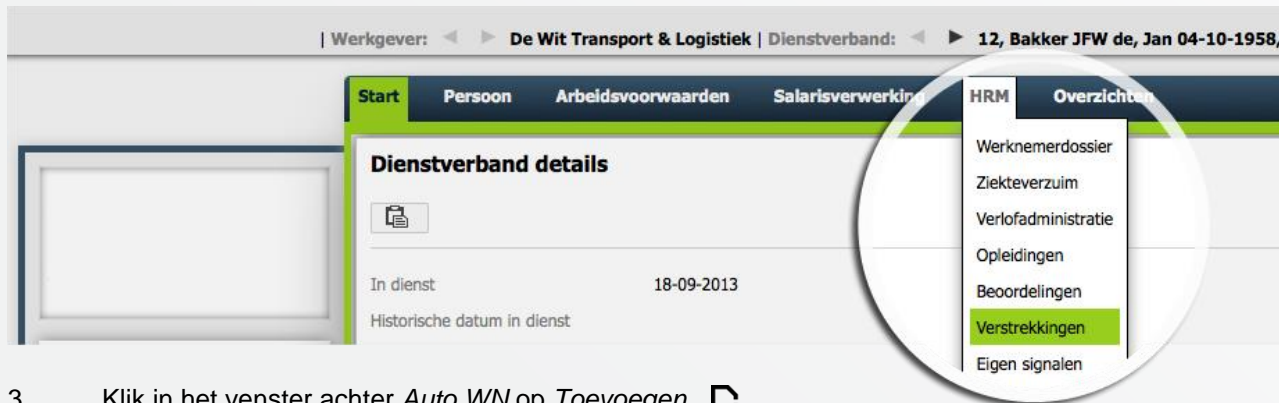 | Werkgever: De Wit Transport & Logistiek | Dienstverband: 12, Bakker JFW de, Jan 04-10-1958,
Start Persoon Arbeidsvoorwaarden Salarisverwerking HRM Overzichten
Dienstverband details
In dienst 18-09-2013
Historische datum in dienst
Werknemerdossier
Ziekteverzuim
Verlofadministratie
Opleidingen
Beoordelingen
Verstrekkingen
Eigen signalen
3 Klik in het venster achter Auto WN op Toevoegen